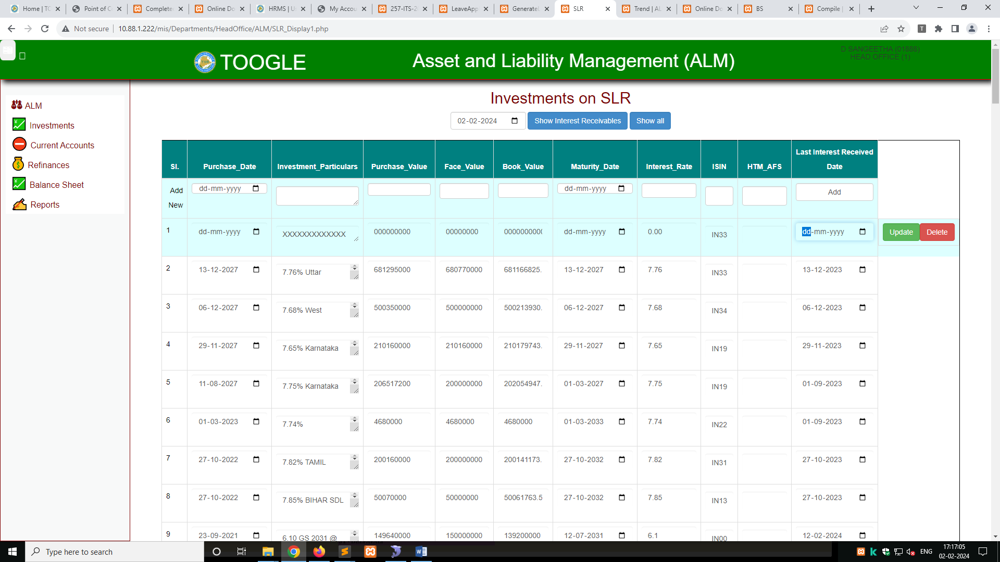 Home | TC
Point of C
Complete
Online Do
HRMS | U
My Accou
257-ITS-2
LeaveApp
GenerateL
SLR
Trend | AL
Online Do
BS
Compile |
Not secure
10.88.1.222/mis/Departments/HeadOffice/ALM/SLR_Display1.php
TOOGLE
Asset and Liability Management (ALM)
D SANGEETHA (01888)
HEAD OFFICE (1)
ALM
Investments
Current Accounts
Refinances
Balance Sheet
Reports
Investments on SLR
02-02-2024 Show Interest Receivables Show all
Sl. Purchase_Date Investment_Particulars Purchase_Value Face_Value Book_Value Maturity_Date Interest_Rate ISIN HTM_AFS Last Interest Received Date
Add New dd-mm-yyyy dd-mm-yyyy Add
1 dd-mm-yyyy XXXXXXXXXXXXX 000000000 00000000 000000000( dd-mm-yyyy 0.00 IN33 dd-mm-yyyy Update Delete
2 13-12-2027 7.76% Uttar 681295000 680770000 681166825. 13-12-2027 7.76 IN33 13-12-2023
3 06-12-2027 7.68% West 500350000 500000000 500213930. 06-12-2027 7.68 IN34 06-12-2023
4 29-11-2027 7.65% Karnataka 210160000 210160000 210179743. 29-11-2027 7.65 IN19 29-11-2023
5 11-08-2027 7.75% Karnataka 206517200 200000000 202054947. 01-03-2027 7.75 IN19 01-09-2023
6 01-03-2023 7.74% 4680000 4680000 4680000 01-03-2033 7.74 IN22 01-09-2023
7 27-10-2022 7.82% TAMIL 200160000 200000000 200141173. 27-10-2032 7.82 IN31 27-10-2023
8 27-10-2022 7.85% BIHAR SDL 50070000 50000000 50061763.5 27-10-2032 7.85 IN13 27-10-2023
9 23-09-2021 6.10 GS 2031 @ 149640000 150000000 139200000 12-07-2031 6.1 IN00 12-02-2024
Type here to search
ENG
17:17:05
02-02-2024